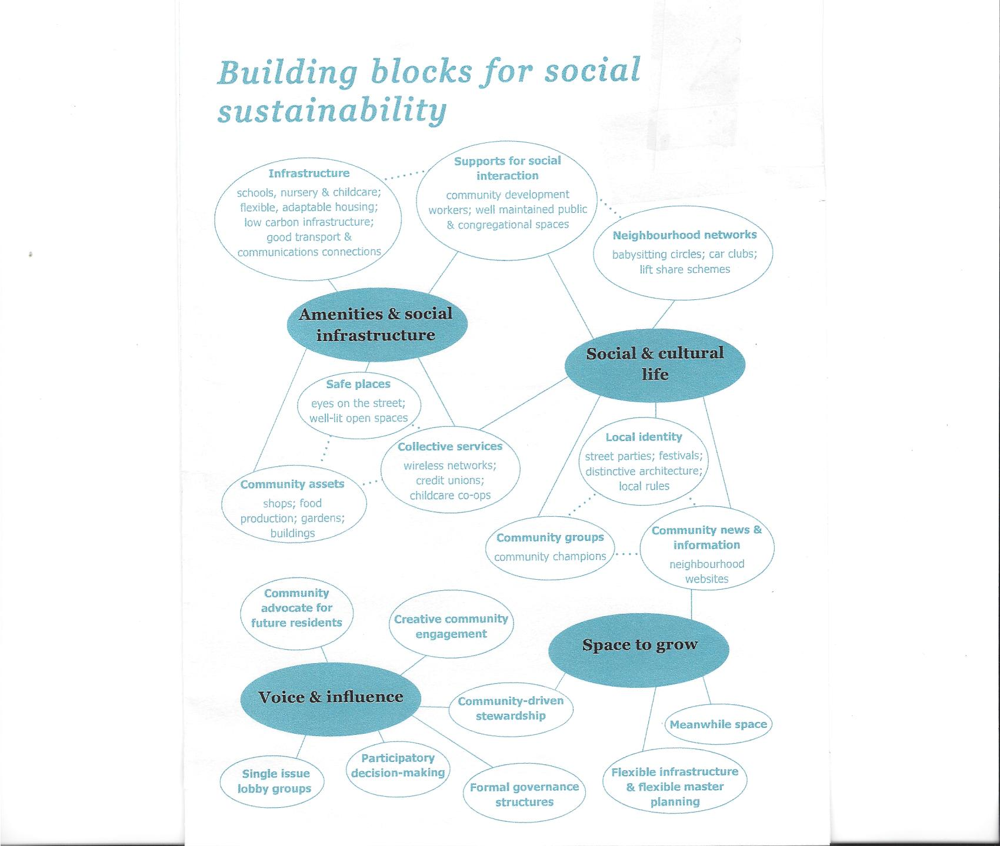 Building blocks for social
sustainability
Infrastructure
schools, nursery & childcare;
flexible, adaptable housing;
low carbon infrastructure;
good transport &
communications connections
Supports for social
interaction
community development
workers; well maintained public
& congregational spaces
Neighbourhood networks
babysitting circles; car clubs;
lift share schemes
Amenities & social
infrastructure
Social & cultural
life
Safe places
eyes on the street;
well-lit open spaces
Collective services
wireless networks;
credit unions;
childcare co-ops
Community assets
shops; food
production; gardens;
buildings
Local identity
street parties; festivals;
distinctive architecture;
local rules
Community groups
community champions
Community news &
information
neighbourhood
websites
Community
advocate for
future residents
Creative community
engagement
Space to grow
Voice & influence
Community-driven
stewardship
Meanwhile space
Single issue
lobby groups
Participatory
decision-making
Formal governance
structures
Flexible infrastructure
& flexible master
planning